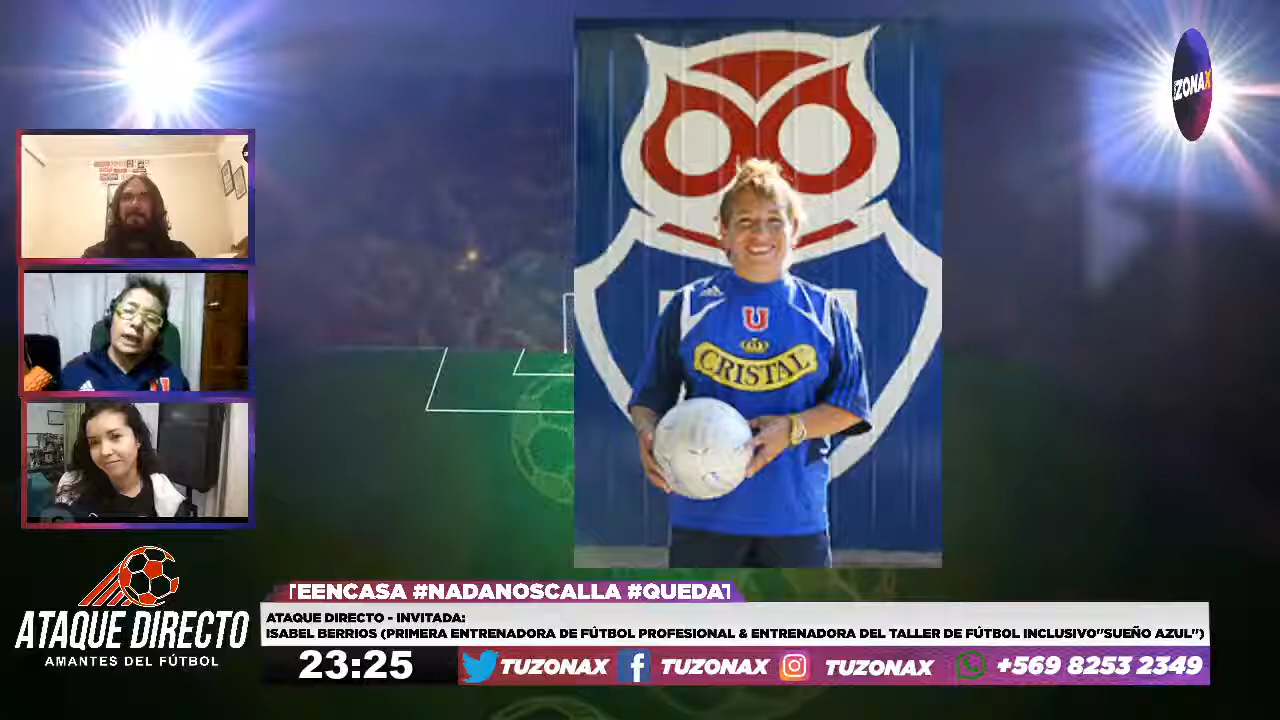 ZONAX
U
CRISTAL
ATAQUE DIRECTO
AMANTES DEL FÚTBOL
TEENCASA #NADANOSCALLA #QUEDAT
ATAQUE DIRECTO - INVITADA:
ISABEL BERRIOS (PRIMERA ENTRENADORA DE FÚTBOL PROFESIONAL & ENTRENADORA DEL TALLER DE FÚTBOL INCLUSIVO"SUEÑO AZUL")
23:25 TUZONAX TUZONAX TUZONAX +569 8253 2349